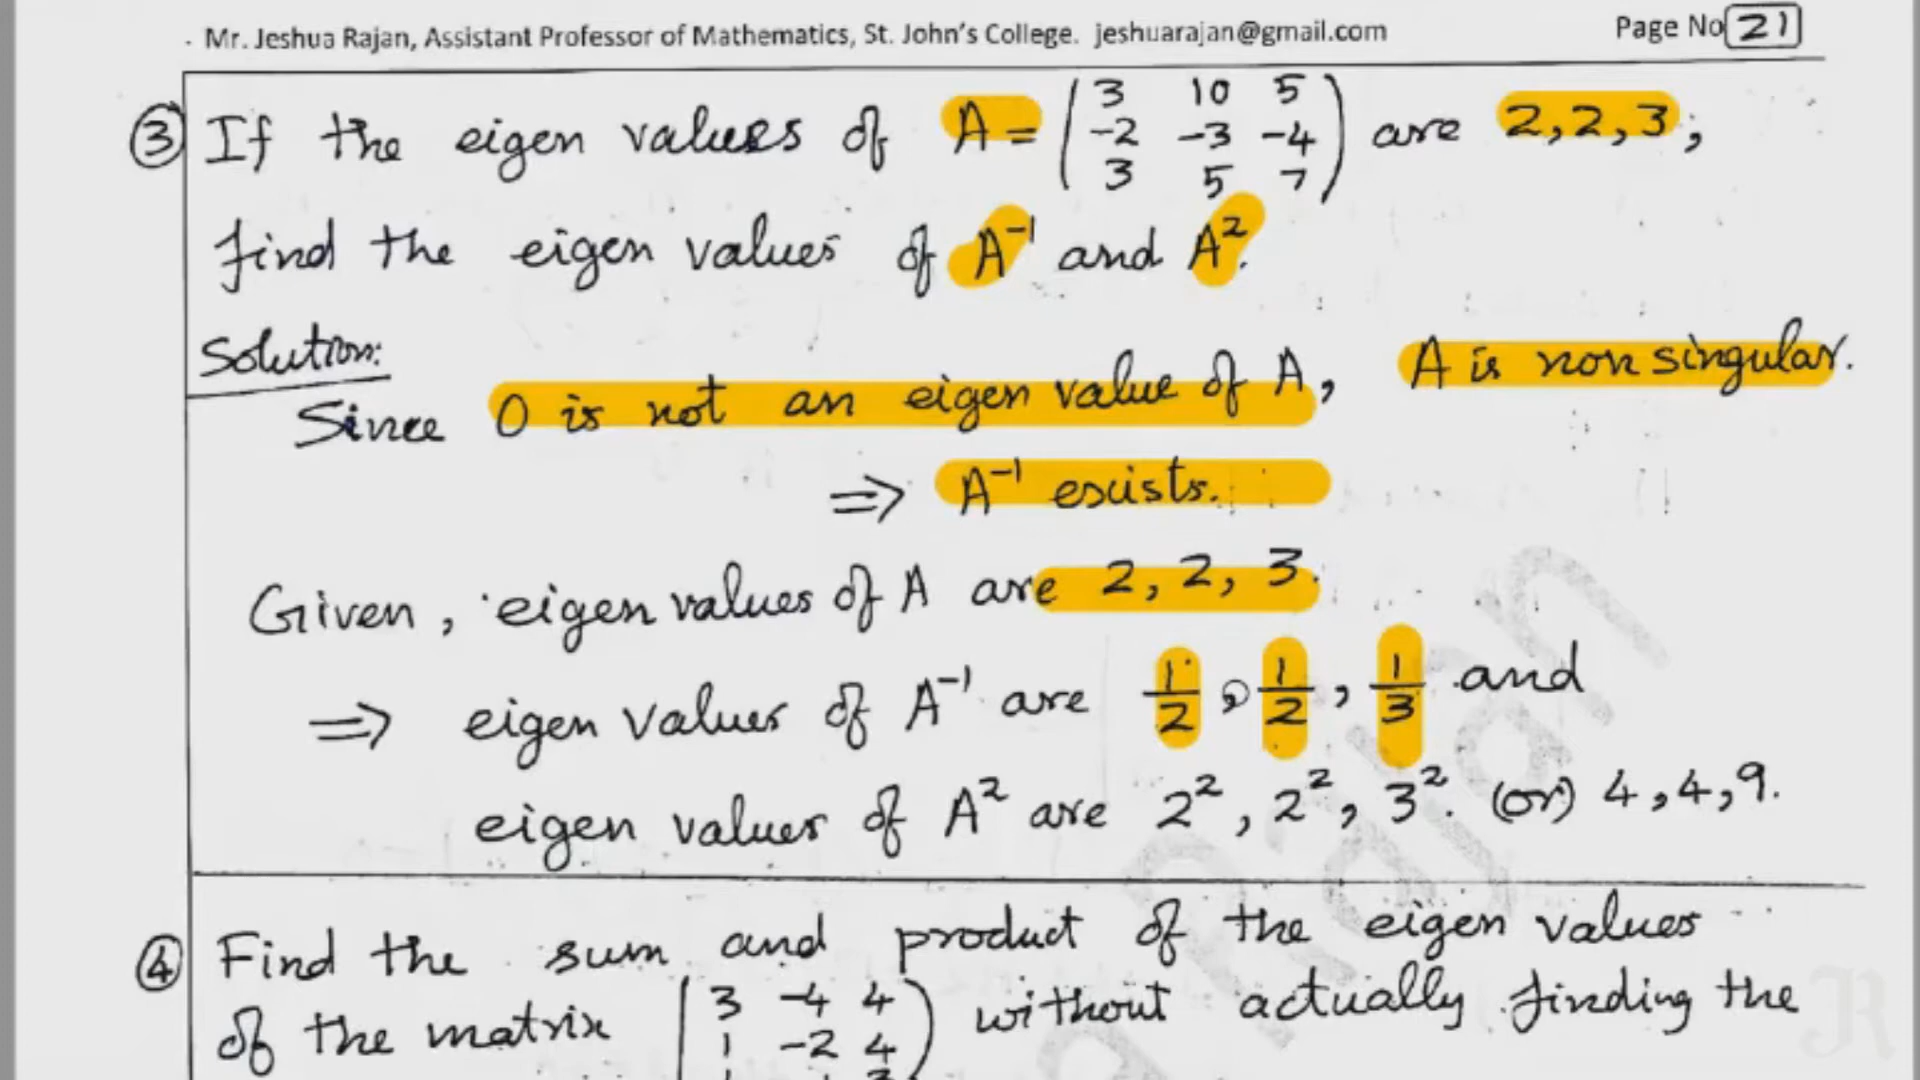 . Mr. Jeshua Rajan, Assistant Professor of Mathematics, St. John's College. jeshuarajan@gmail.com Page No 21
③ If the eigen values of A = ( 3 10 5
-2 -3 -4
3 5 7 ) are 2,2,3;
find the eigen values of A⁻¹ and A².
Solution:
Since 0 is not an eigen value of A, A is non singular.
⇒ A⁻¹ exists.
Given, eigen values of A are 2, 2, 3.
⇒ eigen values of A⁻¹ are 1/2, 1/2, 1/3 and
eigen values of A² are 2², 2², 3². (or) 4,4,9.
④ Find the sum and product of the eigen values
of the matrix ( 3 -4 4
1 -2 4 ) without actually finding the
Rajan
JR